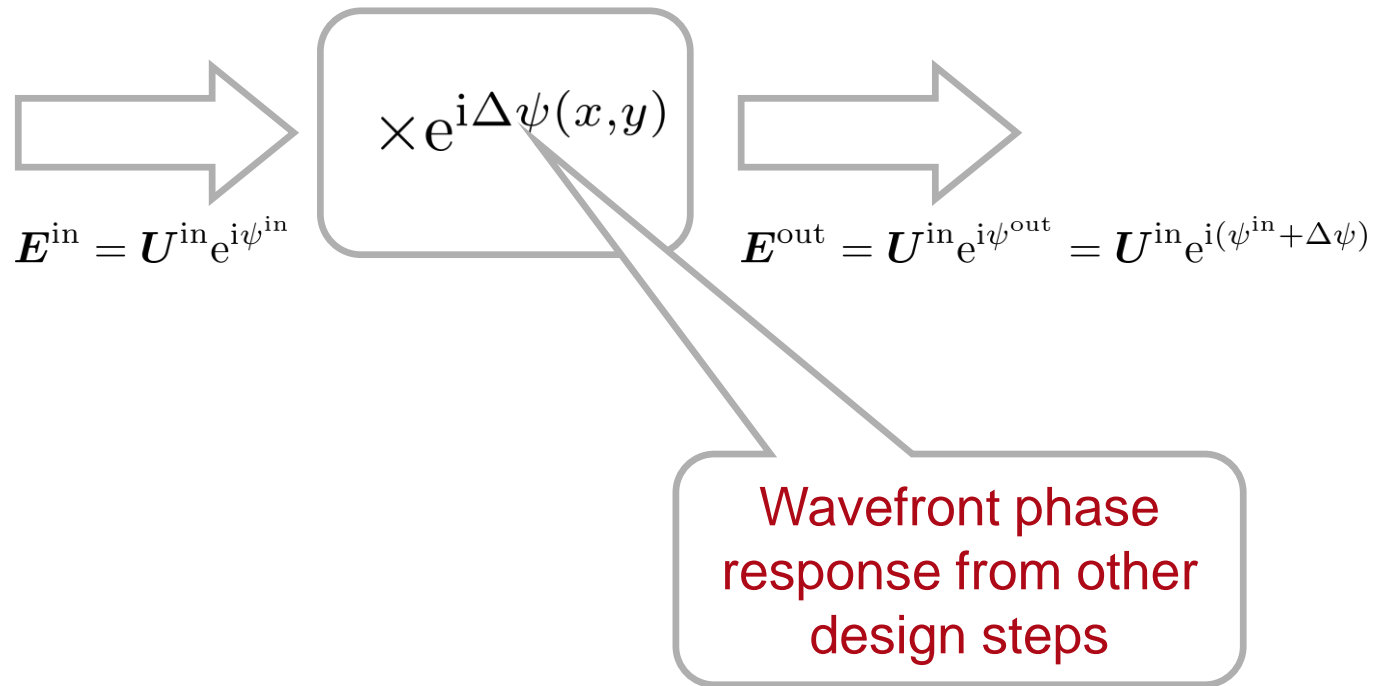 ×e^{iΔψ(x,y)}
E^{in} = U^{in}e^{iψ^{in}}
E^{out} = U^{in}e^{iψ^{out}} = U^{in}e^{i(ψ^{in}+Δψ)}
Wavefront phase
response from other
design steps